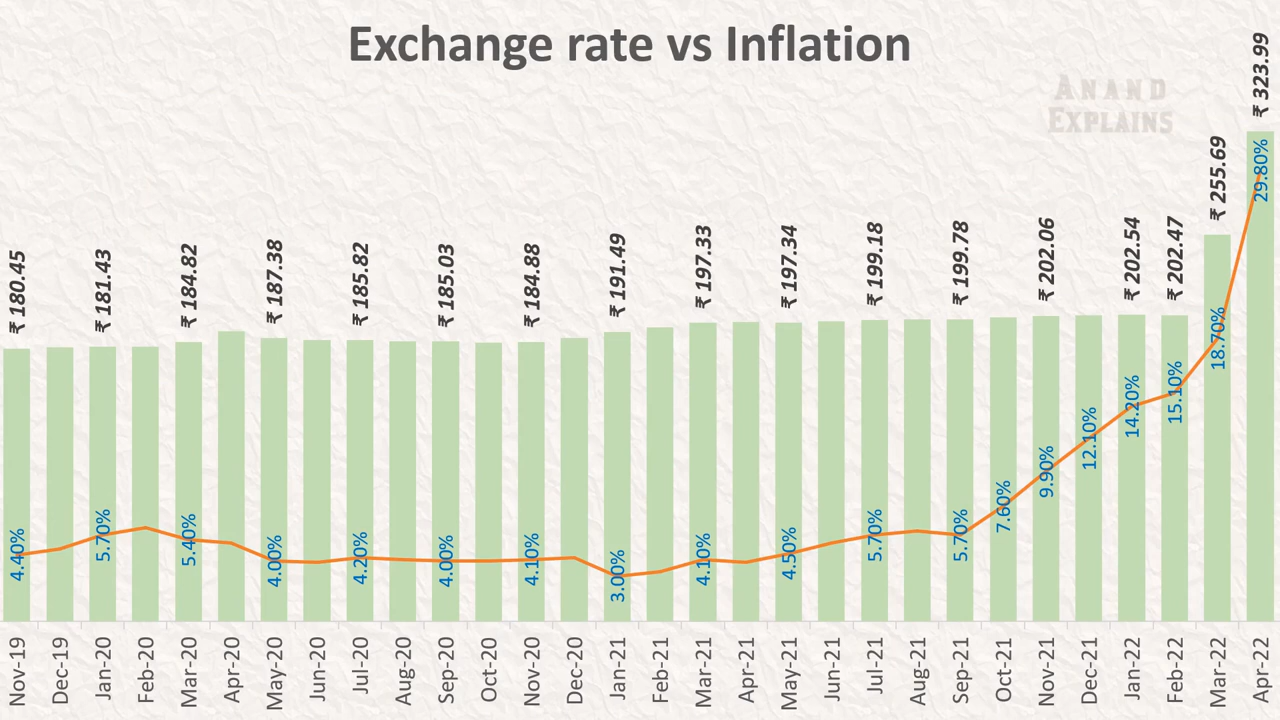 Exchange rate vs Inflation
ANAND
EXPLAINS
₹ 180.45
₹ 181.43
₹ 184.82
₹ 187.38
₹ 185.82
₹ 185.03
₹ 184.88
₹ 191.49
₹ 197.33
₹ 197.34
₹ 199.18
₹ 199.78
₹ 202.06
₹ 202.54
₹ 202.47
₹ 255.69
₹ 323.99
4.40%
5.70%
5.40%
4.00%
4.20%
4.00%
4.10%
3.00%
4.10%
4.50%
5.70%
5.70%
7.60%
9.90%
12.10%
14.20%
15.10%
18.70%
29.80%
Nov-19
Dec-19
Jan-20
Feb-20
Mar-20
Apr-20
May-20
Jun-20
Jul-20
Aug-20
Sep-20
Oct-20
Nov-20
Dec-20
Jan-21
Feb-21
Mar-21
Apr-21
May-21
Jun-21
Jul-21
Aug-21
Sep-21
Oct-21
Nov-21
Dec-21
Jan-22
Feb-22
Mar-22
Apr-22